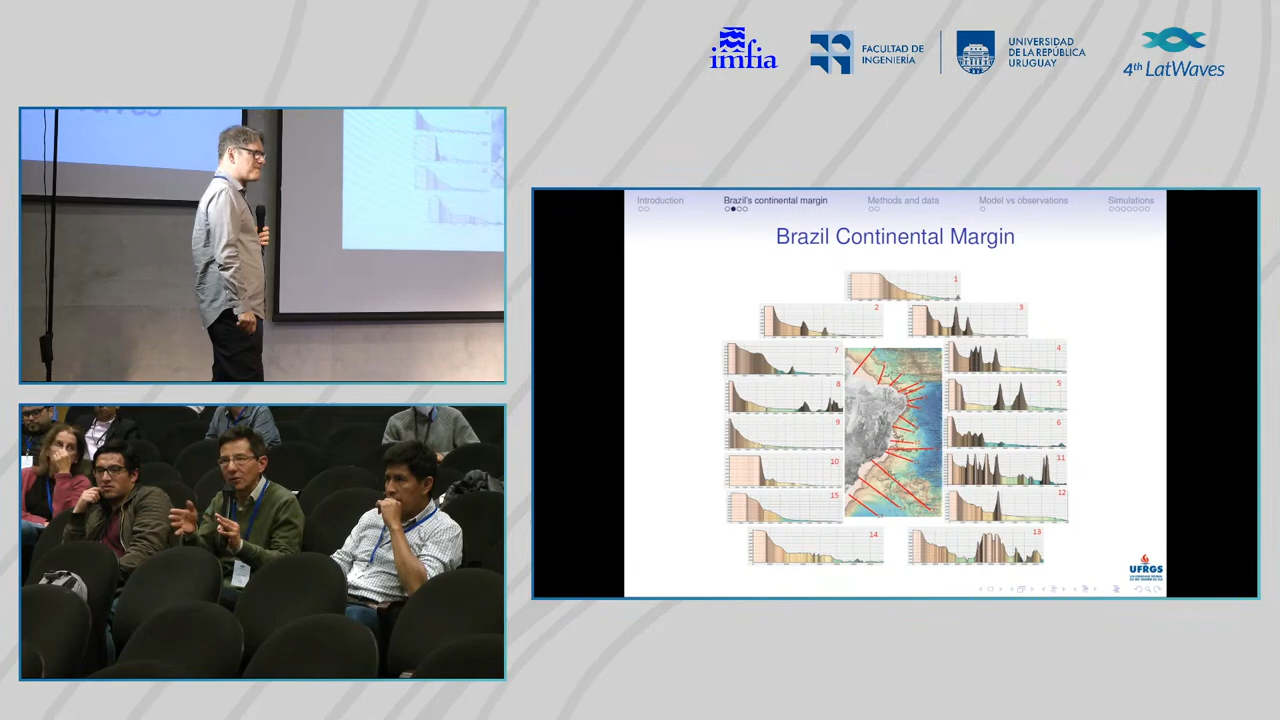 imfia
FACULTAD DE
INGENIERÍA
UNIVERSIDAD
DE LA REPÚBLICA
URUGUAY
4th LatWaves
Introduction
Brazil's continental margin
Methods and data
Model vs observations
Simulations
Brazil Continental Margin
1
2
3
7
4
8
5
9
6
10
11
15
12
14
13
UFRGS